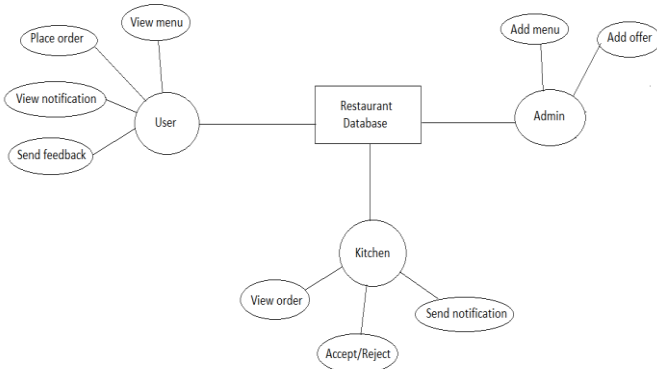 View menu
Place order
View notification
Send feedback
User
Restaurant
Database
Add menu
Add offer
Admin
Kitchen
View order
Send notification
Accept/Reject